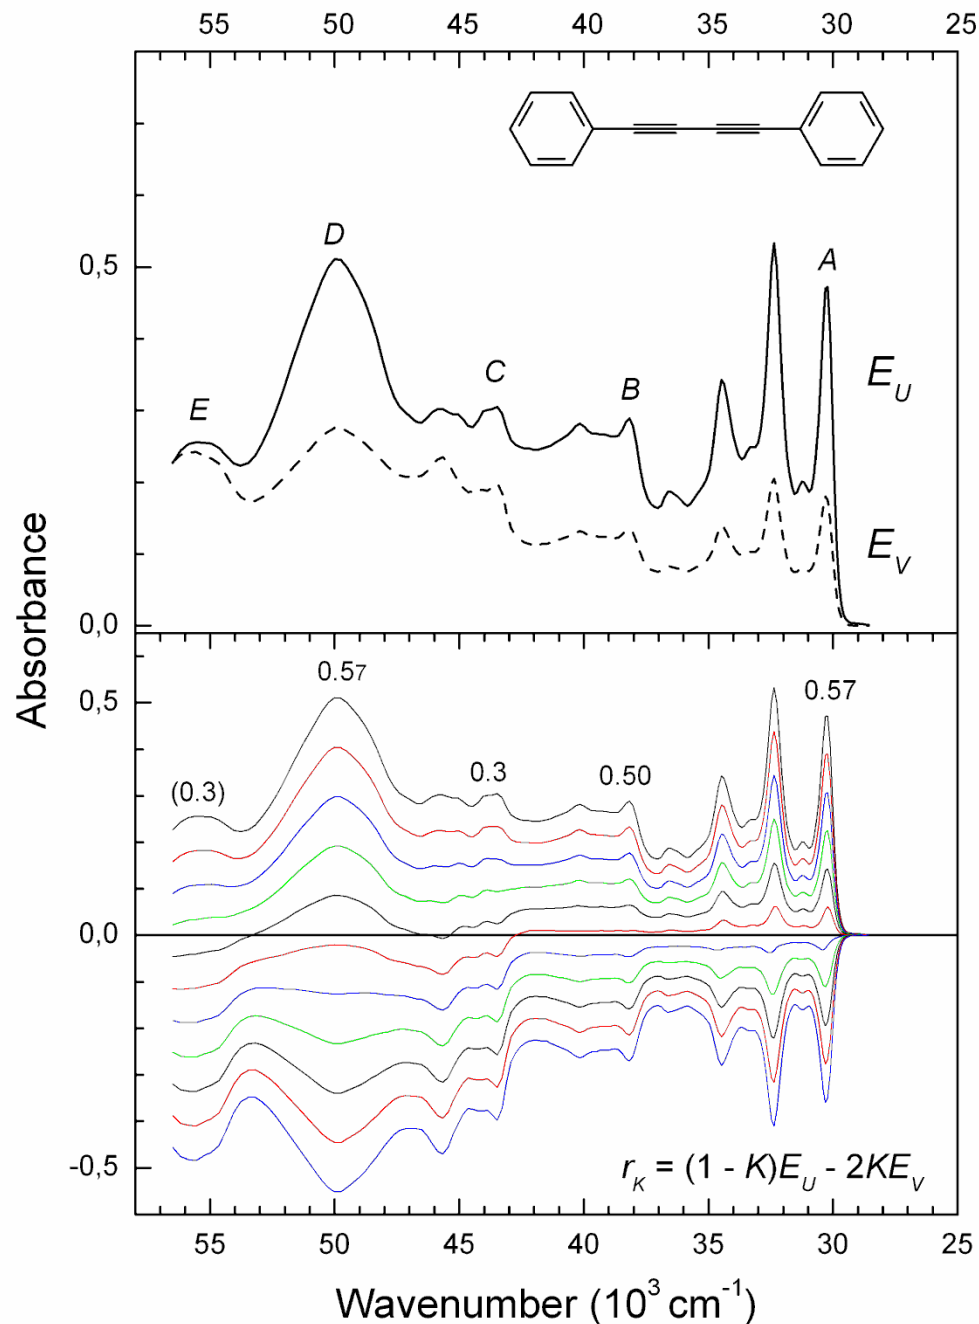 55 50 45 40 35 30 25
D
0,5
A
C
B
E
E_U
E_V
0,0
Absorbance
0,5
0.57
0.57
(0.3)
0.3
0.50
0,0
-0,5
r_K = (1 - K)E_U - 2KE_V
55 50 45 40 35 30 25
Wavenumber (10³ cm⁻¹)